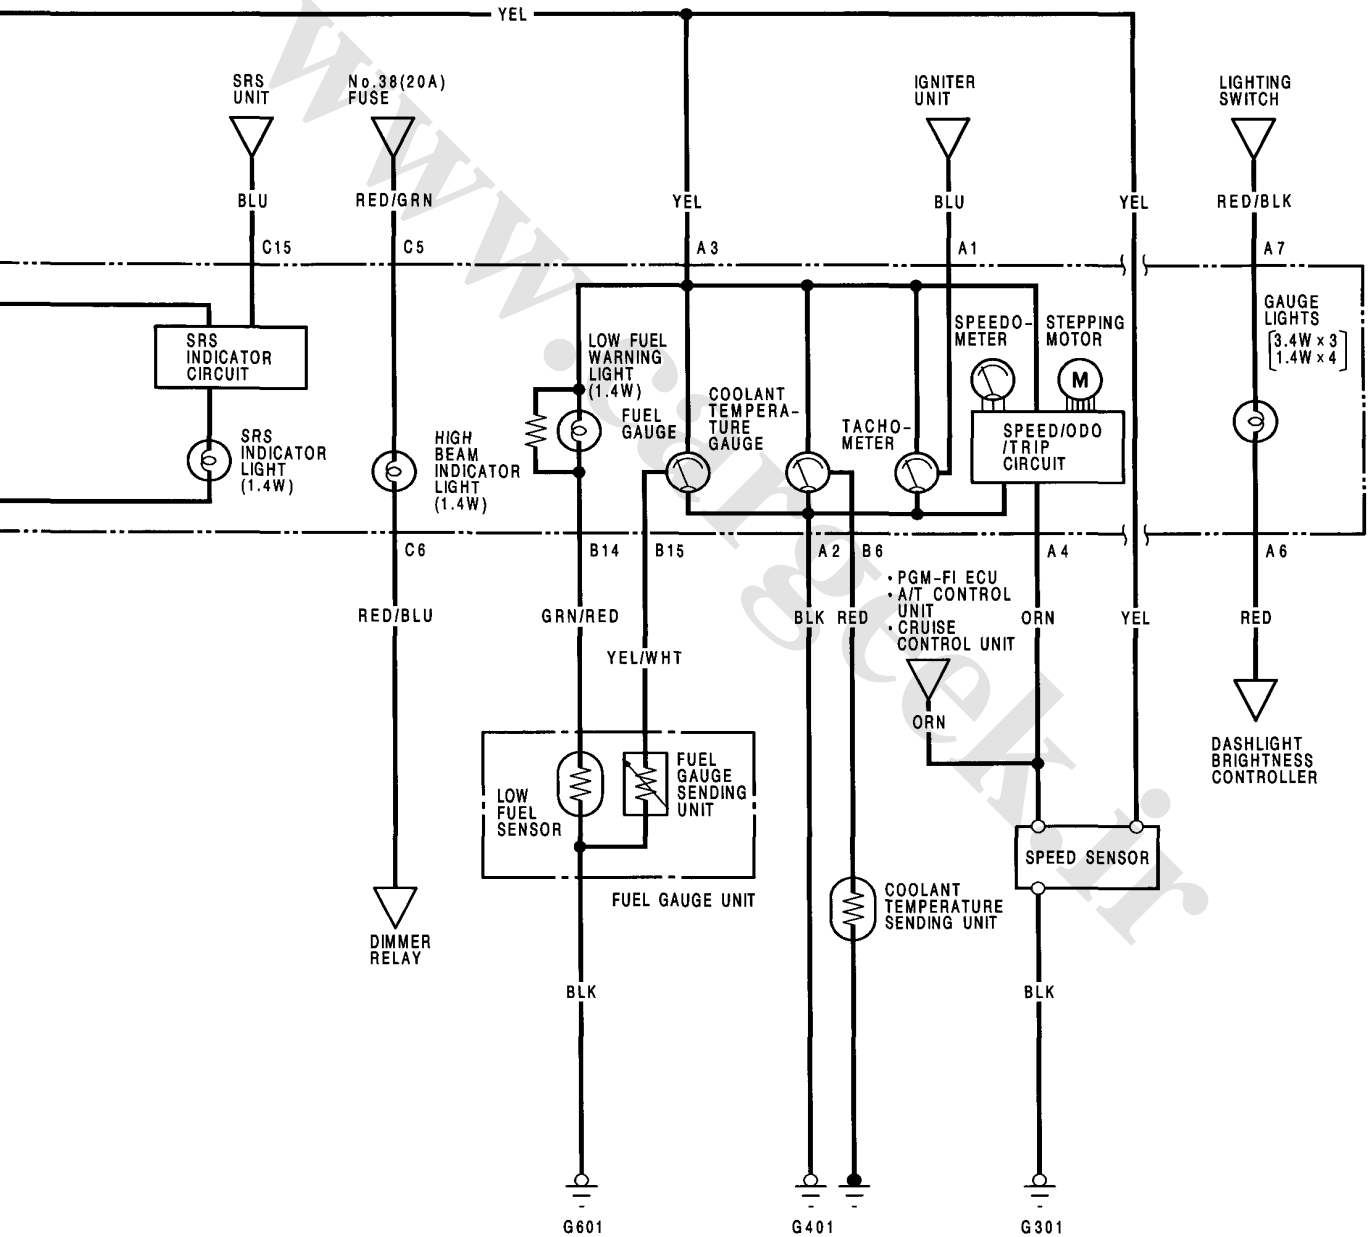 YEL
SRS
UNIT
No.38(20A)
FUSE
IGNITER
UNIT
LIGHTING
SWITCH
BLU
RED/GRN
YEL
BLU
YEL
RED/BLK
C15
C5
A3
A1
A7
SRS
INDICATOR
CIRCUIT
SRS
INDICATOR
LIGHT
(1.4W)
HIGH
BEAM
INDICATOR
LIGHT
(1.4W)
LOW FUEL
WARNING
LIGHT
(1.4W)
FUEL
GAUGE
COOLANT
TEMPERA-
TURE
GAUGE
TACHO-
METER
SPEEDO-
METER
STEPPING
MOTOR
M
SPEED/ODO
/TRIP
CIRCUIT
GAUGE
LIGHTS
[3.4W×3
1.4W×4]
C6
B14
B15
A2
B6
A4
A6
RED/BLU
GRN/RED
YEL/WHT
BLK
RED
• PGM-FI ECU
• A/T CONTROL
UNIT
• CRUISE
CONTROL UNIT
ORN
YEL
RED
ORN
LOW
FUEL
SENSOR
FUEL
GAUGE
SENDING
UNIT
FUEL GAUGE UNIT
COOLANT
TEMPERATURE
SENDING UNIT
SPEED SENSOR
DASHLIGHT
BRIGHTNESS
CONTROLLER
DIMMER
RELAY
BLK
BLK
G601
G401
G301
www.cargeek.ir